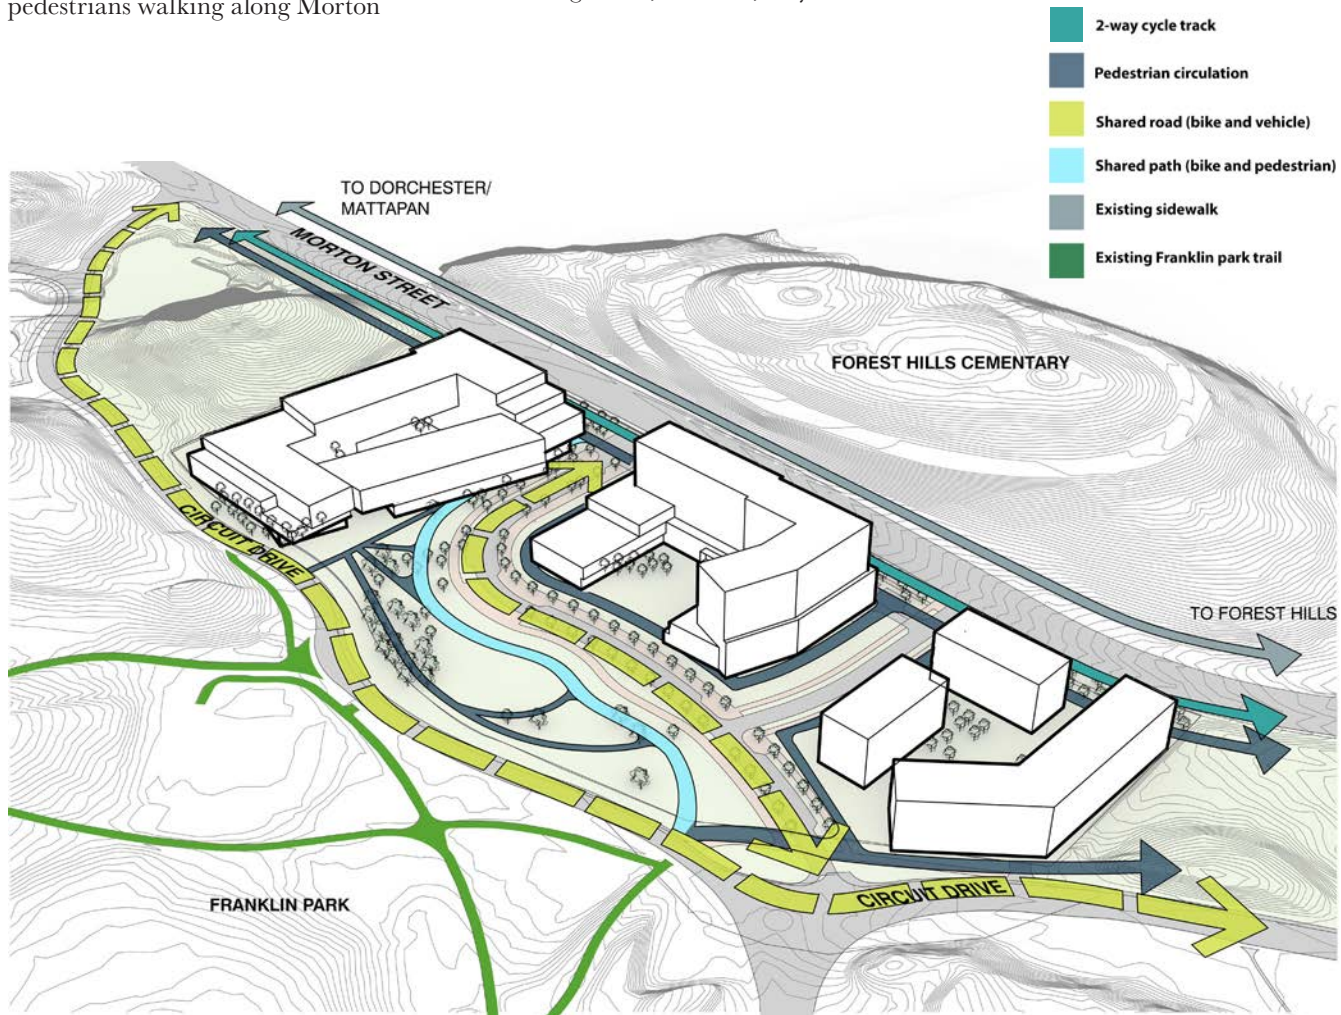 pedestrians walking along Morton
2-way cycle track
Pedestrian circulation
Shared road (bike and vehicle)
Shared path (bike and pedestrian)
Existing sidewalk
Existing Franklin park trail
TO DORCHESTER/
MATTAPAN
MORTON STREET
FOREST HILLS CEMENTARY
TO FOREST HILLS
CIRCUIT DRIVE
CIRCUIT DRIVE
FRANKLIN PARK